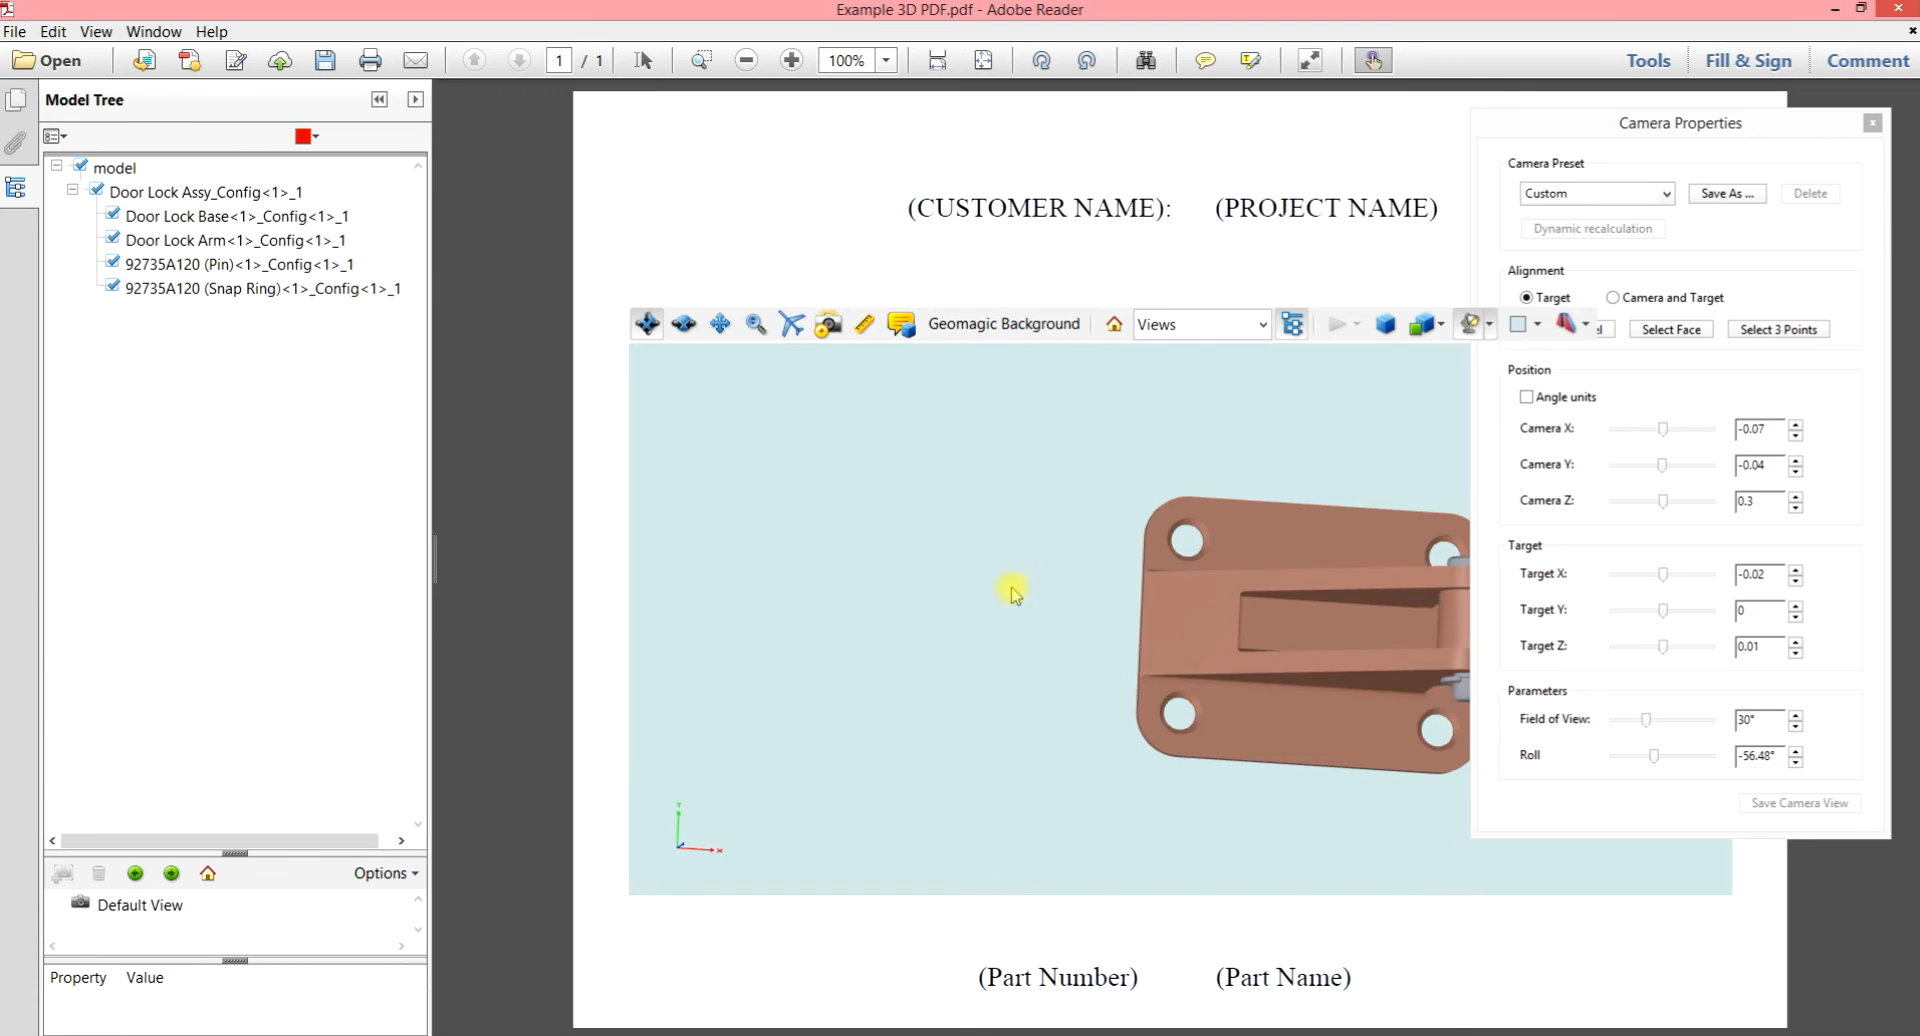 Example 3D PDF.pdf - Adobe Reader
File Edit View Window Help
Open 1 / 1 100% Tools Fill & Sign Comment
Model Tree
model
Door Lock Assy_Config<1>_1
Door Lock Base<1>_Config<1>_1
Door Lock Arm<1>_Config<1>_1
92735A120 (Pin)<1>_Config<1>_1
92735A120 (Snap Ring)<1>_Config<1>_1
Options
Default View
Property Value
(CUSTOMER NAME): (PROJECT NAME)
Geomagic Background Views
Y
X
(Part Number) (Part Name)
Camera Properties
Camera Preset
Custom Save As ... Delete
Dynamic recalculation
Alignment
Target Camera and Target
el Select Face Select 3 Points
Position
Angle units
Camera X: -0.07
Camera Y: -0.04
Camera Z: 0.3
Target
Target X: -0.02
Target Y: 0
Target Z: 0.01
Parameters
Field of View: 30°
Roll -56.48°
Save Camera View